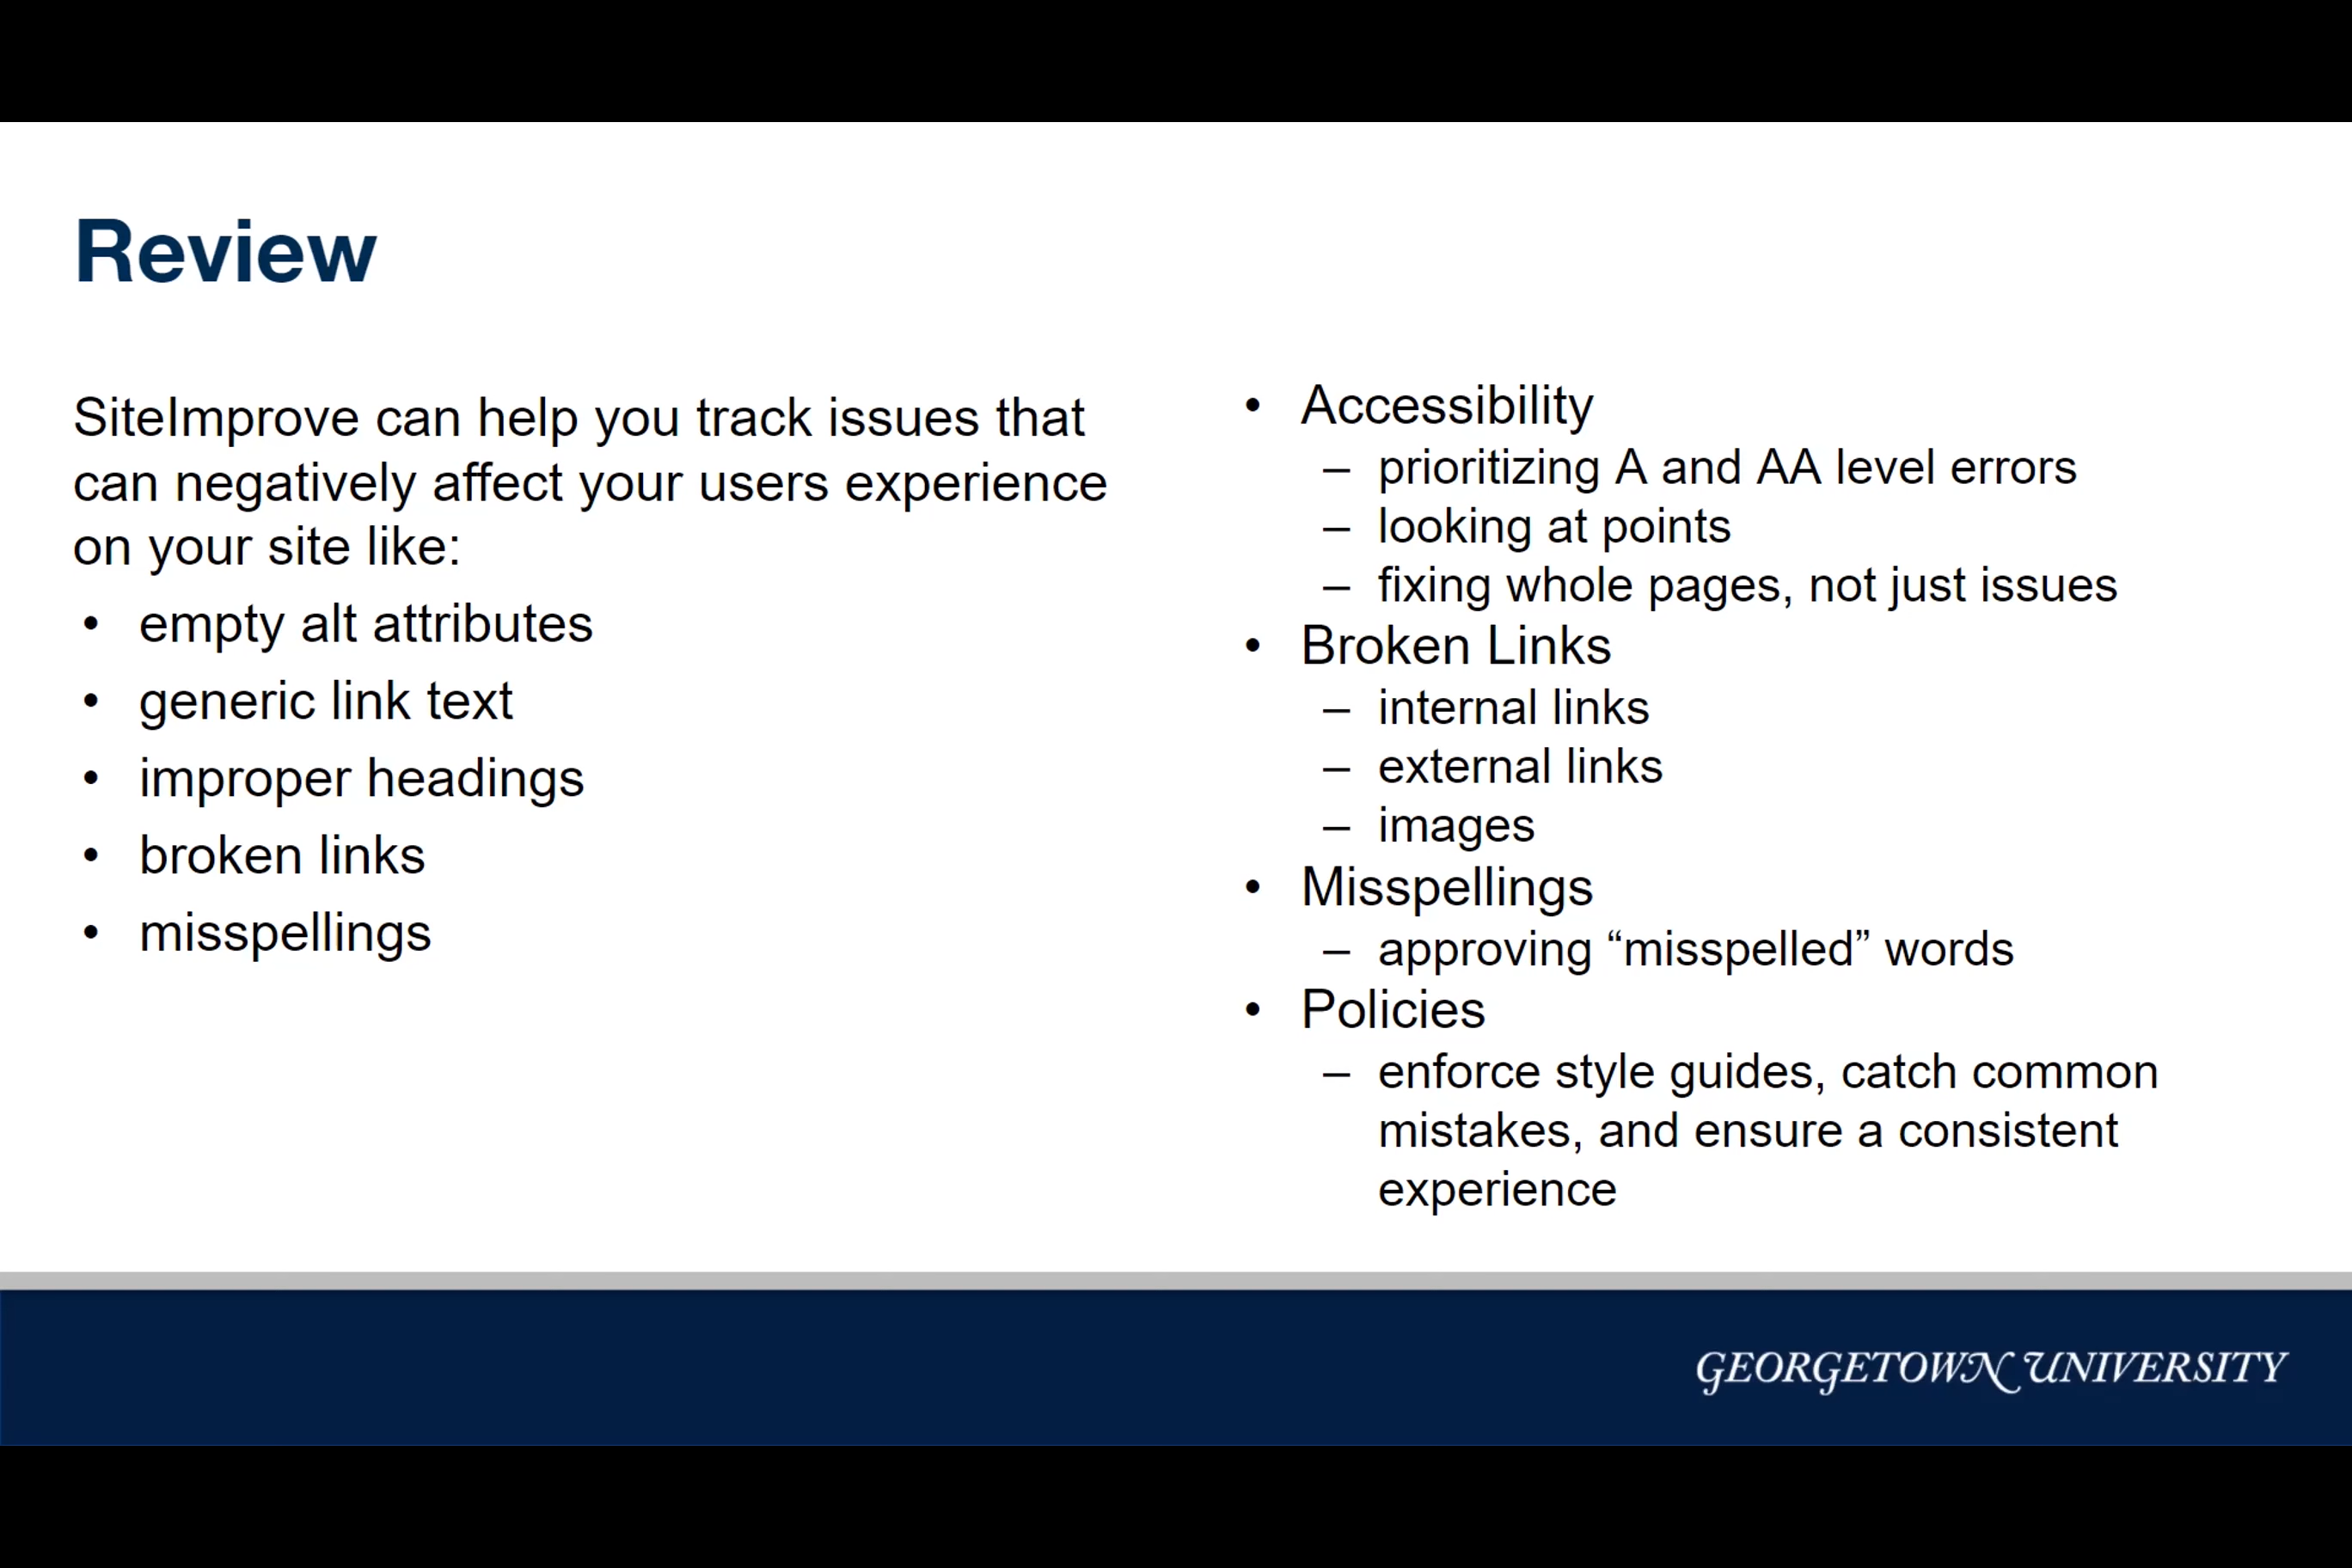 Review
SiteImprove can help you track issues that
can negatively affect your users experience
on your site like:
• empty alt attributes
• generic link text
• improper headings
• broken links
• misspellings
• Accessibility
– prioritizing A and AA level errors
– looking at points
– fixing whole pages, not just issues
• Broken Links
– internal links
– external links
– images
• Misspellings
– approving “misspelled” words
• Policies
– enforce style guides, catch common
mistakes, and ensure a consistent
experience
GEORGETOWN UNIVERSITY